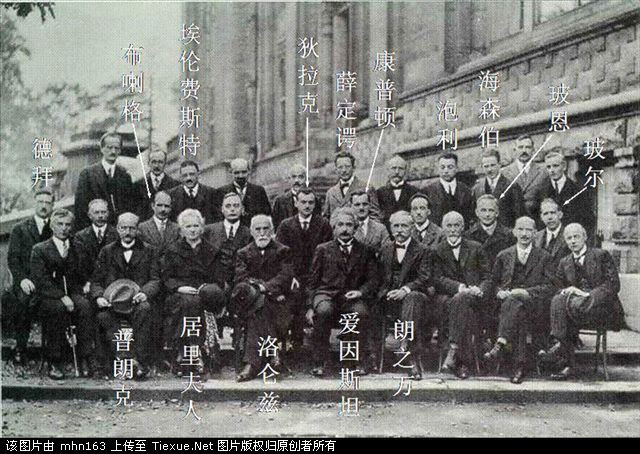 德拜
布喇格
埃伦费斯特
狄拉克
薛定谔
康普顿
泡利
海森伯
玻恩
玻尔
普朗克
居里夫人
洛仑兹
爱因斯坦
朗之万
该图片由 mhn163 上传至 Tiexue.Net 图片版权归原创者所有